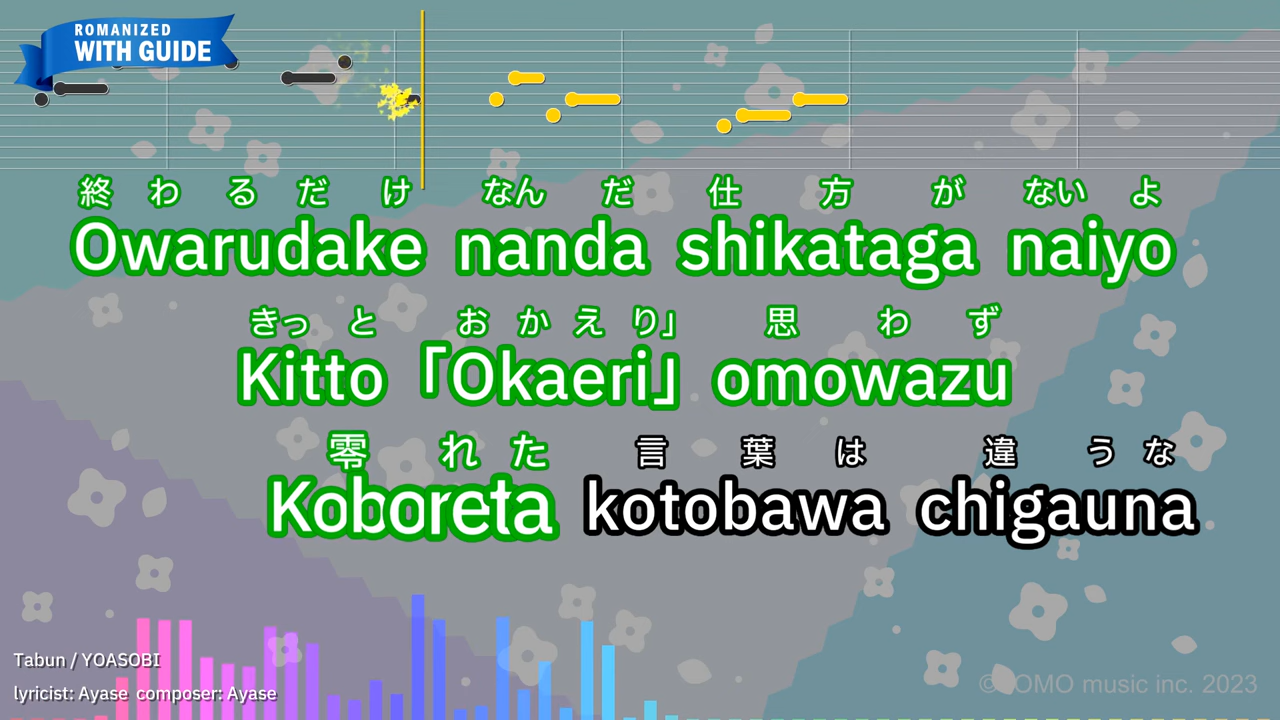 ROMANIZED
WITH GUIDE
終わるだけ なんだ 仕方が ないよ
Owarudake nanda shikataga naiyo
きっと おかえり」 思わず
Kitto「Okaeri」omowazu
零れた 言葉は 違うな
Koboreta kotobawa chigauna
Tabun / YOASOBI
lyricist: Ayase composer: Ayase
music inc. 2023